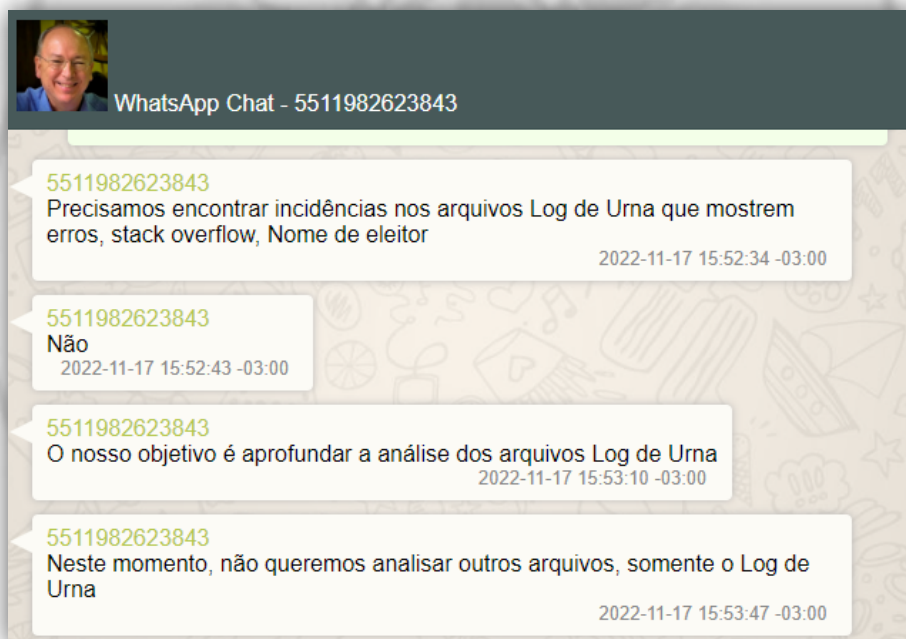 WhatsApp Chat - 5511982623843
5511982623843
Precisamos encontrar incidências nos arquivos Log de Urna que mostrem
erros, stack overflow, Nome de eleitor
2022-11-17 15:52:34 -03:00
5511982623843
Não
2022-11-17 15:52:43 -03:00
5511982623843
O nosso objetivo é aprofundar a análise dos arquivos Log de Urna
2022-11-17 15:53:10 -03:00
5511982623843
Neste momento, não queremos analisar outros arquivos, somente o Log de
Urna
2022-11-17 15:53:47 -03:00